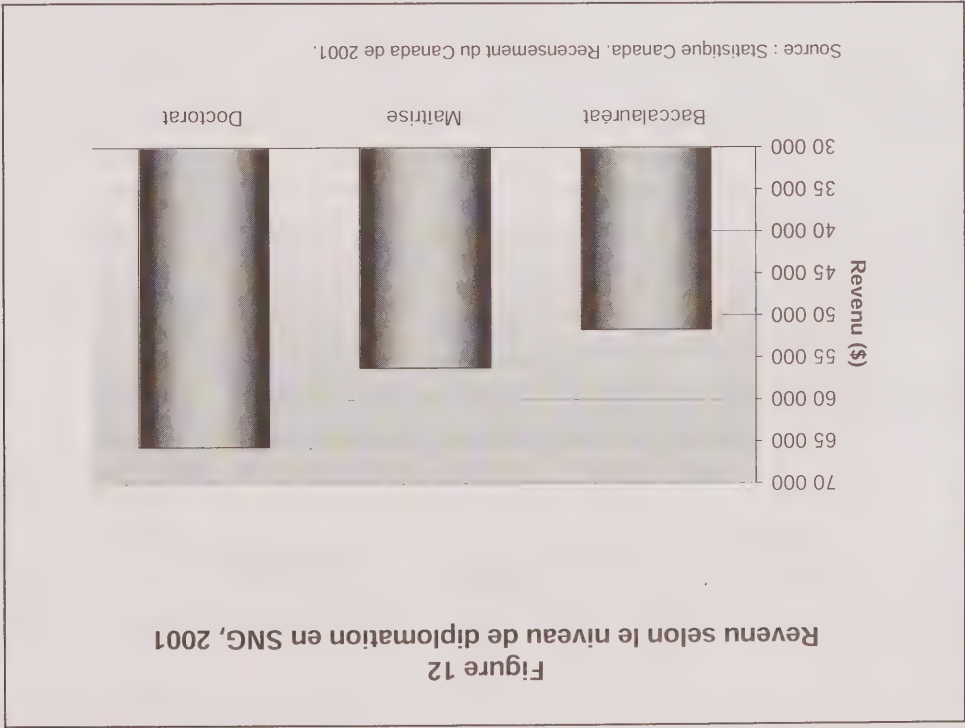 Figure 12
Revenu selon le niveau de diplomation en SNG, 2001
Revenu ($)
70 000
65 000
60 000
55 000
50 000
45 000
40 000
35 000
30 000
Baccalauréat
Maîtrise
Doctorat
Source : Statistique Canada. Recensement du Canada de 2001.